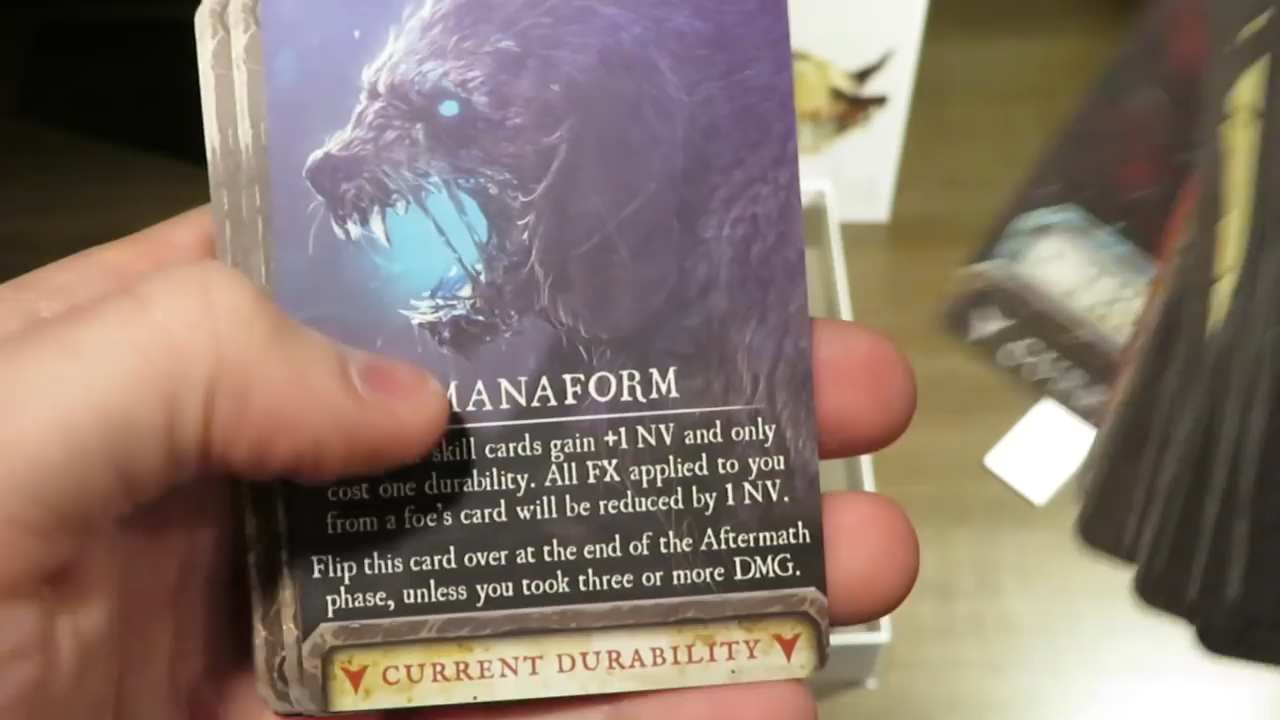 MANAFORM
skill cards gain +1 NV and only
cost one durability. All FX applied to you
from a foe's card will be reduced by 1 NV.
Flip this card over at the end of the Aftermath
phase, unless you took three or more DMG.
CURRENT DURABILITY